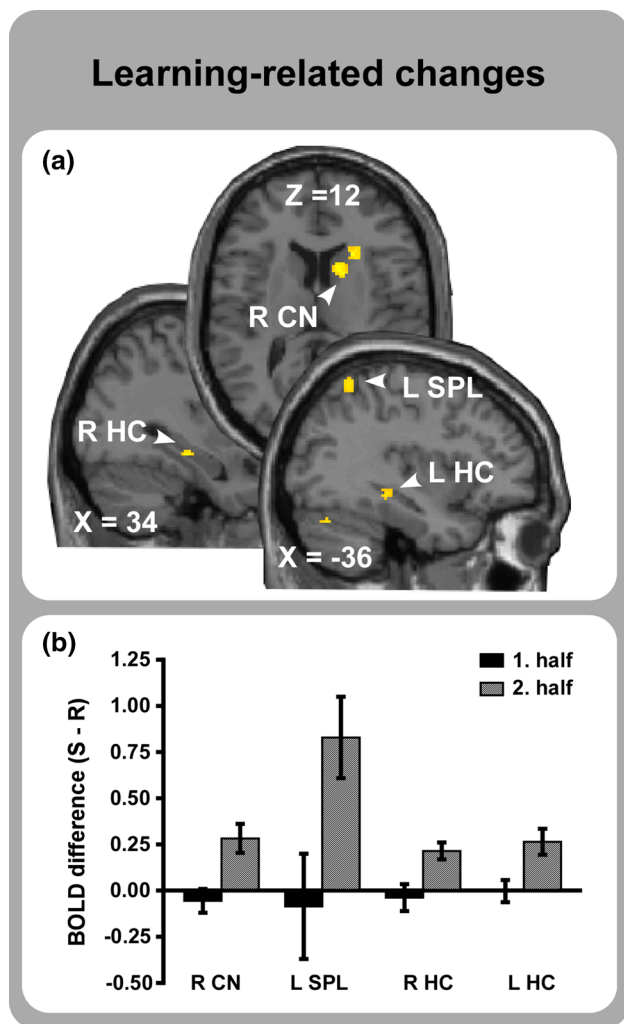 Learning-related changes
(a)
Z =12
R CN
L SPL
R HC
L HC
X = 34
X = -36
(b)
1. half
2. half
BOLD difference (S - R)
1.25
1.00
0.75
0.50
0.25
0.00
-0.25
-0.50
R CN L SPL R HC L HC